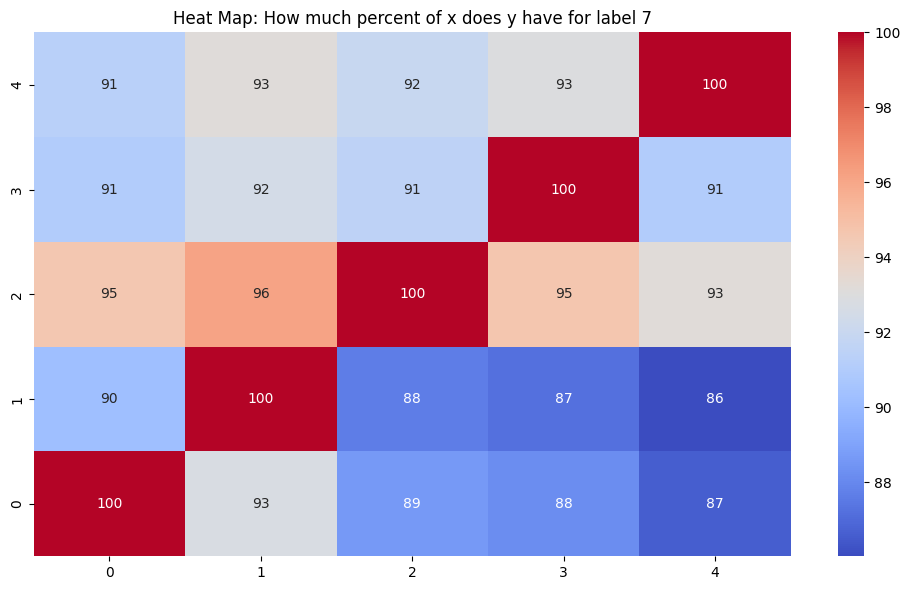 Heat Map: How much percent of x does y have for label 7
4 91 93 92 93 100
3 91 92 91 100 91
2 95 96 100 95 93
1 90 100 88 87 86
0 100 93 89 88 87
0 1 2 3 4
100
98
96
94
92
90
88